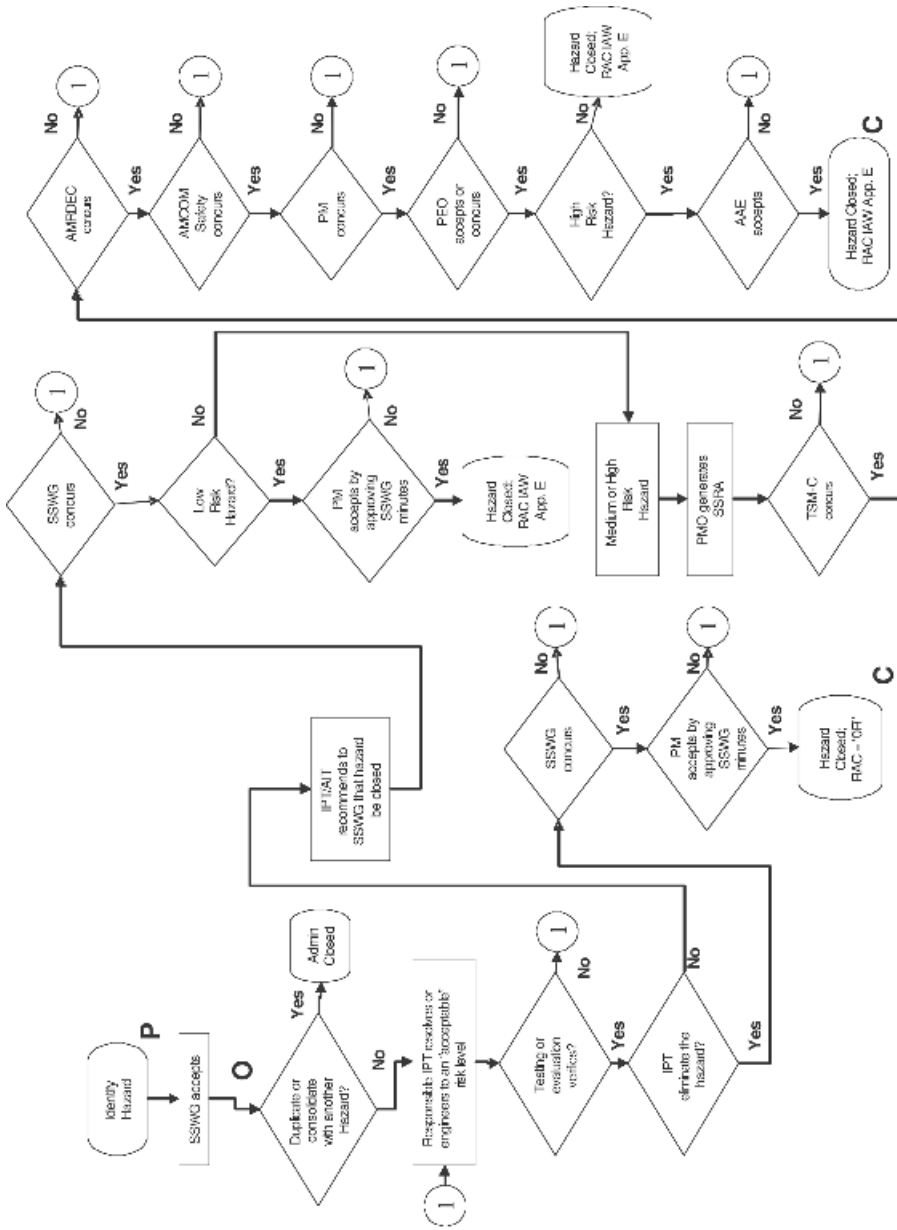 Identify
Hazard
P
SSWG accepts
O
Duplicate or
consolidate
with another
Hazard?
Yes
Admin
Closed
No
Responsible IPT resolves or
engineers to an "acceptable"
risk level
1
Testing or
evaluation
verifies?
No
1
Yes
IPT
eliminate the
hazard?
No
Yes
IPT/AIT
recommends to
SSWG that hazard
be closed
SSWG
concurs
No
1
Yes
PM
accepts by
approving
SSWG
minutes
No
1
Yes
Hazard
Closed;
RAC = "0R"
C
SSWG
concurs
No
1
Yes
Low
Risk
Hazard?
No
Yes
PM
accepts by
approving
SSWG
minutes
No
1
Yes
Hazard
Closed;
RAC IAW
App. E
Medium or High
Risk
Hazard
PMO generates
SSRA
TSM-C
concurs
No
1
Yes
AMRDEC
concurs
No
1
Yes
AMCOM
Safety
concurs
No
1
Yes
PM
concurs
No
1
Yes
PEO
accepts or
concurs
No
1
Yes
High
Risk
Hazard?
No
Hazard
Closed;
RAC IAW
App. E
Yes
AAE
accepts
No
1
Yes
Hazard Closed;
RAC IAW App. E
C